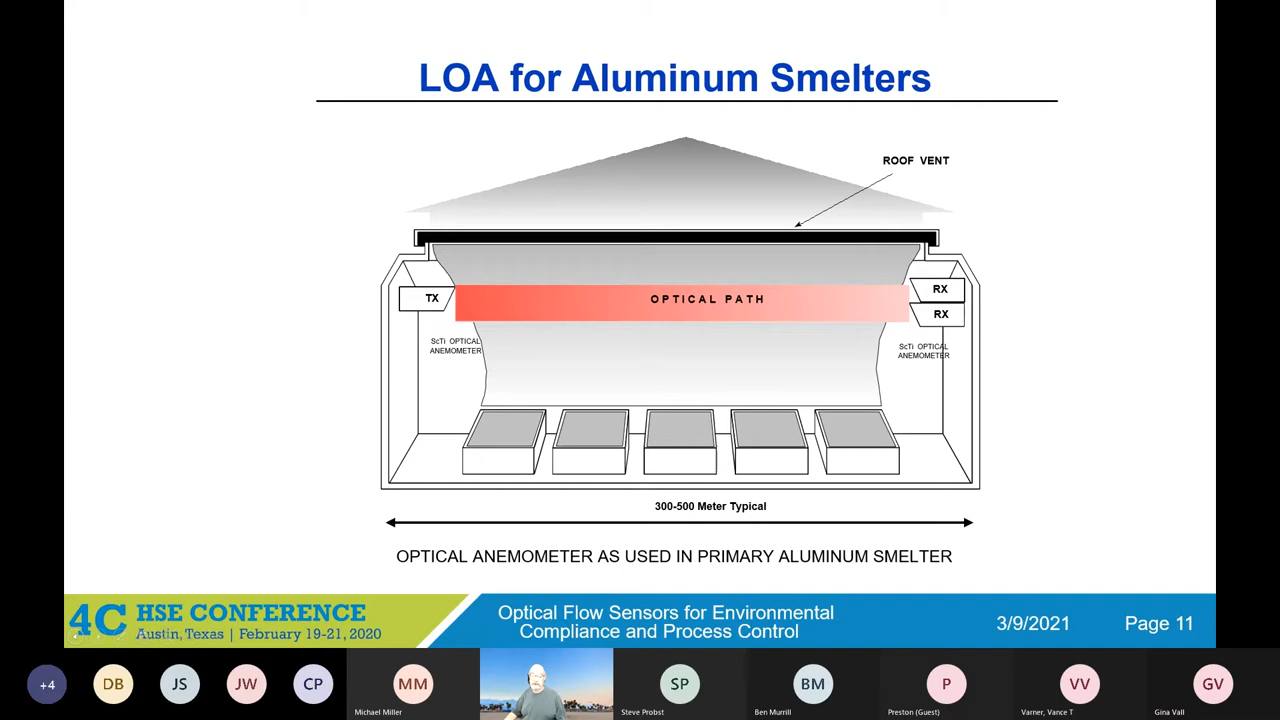 LOA for Aluminum Smelters
ROOF VENT
TX
OPTICAL PATH
RX
RX
ScTi OPTICAL
ANEMOMETER
ScTi OPTICAL
ANEMOMETER
300-500 Meter Typical
OPTICAL ANEMOMETER AS USED IN PRIMARY ALUMINUM SMELTER
4C HSE CONFERENCE
Austin, Texas | February 19-21, 2020
Optical Flow Sensors for Environmental
Compliance and Process Control
3/9/2021
Page 11
+4
DB
JS
JW
CP
MM
SP
BM
P
VV
GV
Michael Miller
Steve Probst
Ben Murrill
Preston (Guest)
Varner, Vance T
Gina Vall